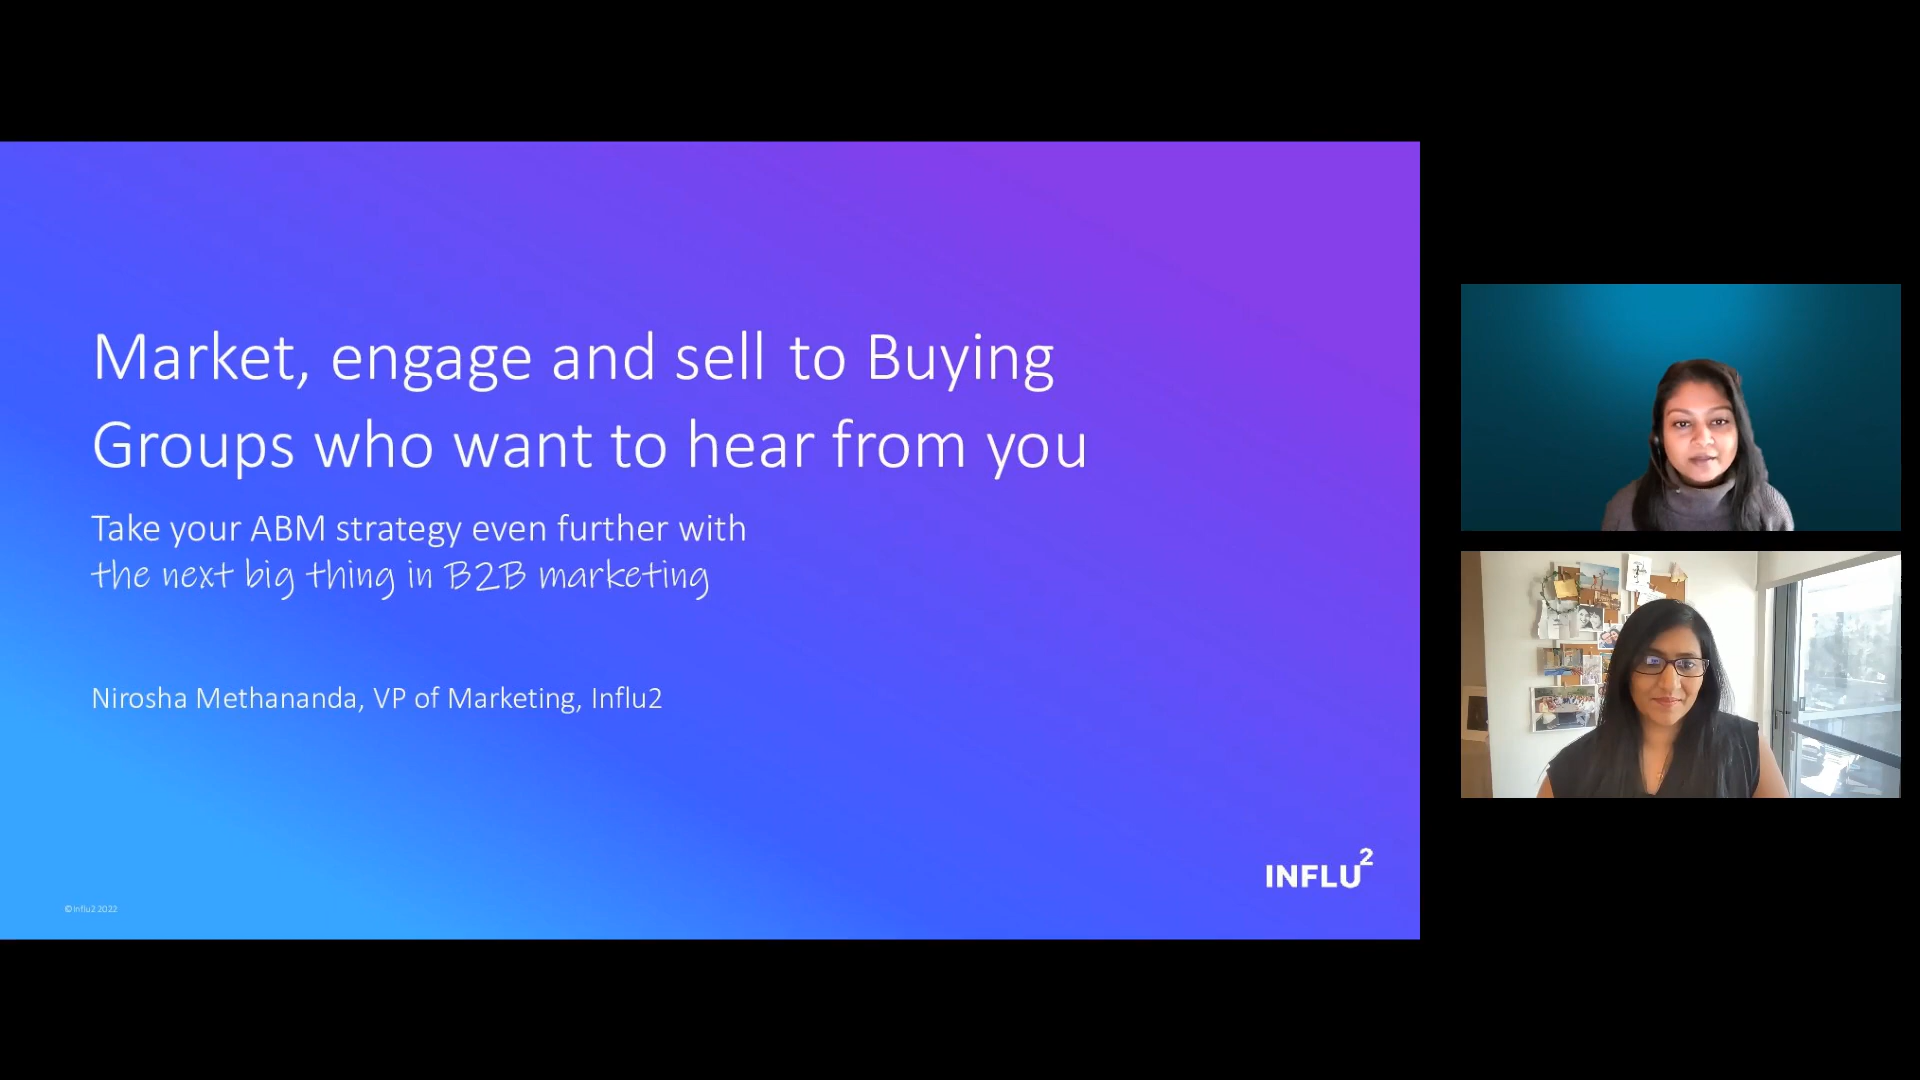 Market, engage and sell to Buying
Groups who want to hear from you
Take your ABM strategy even further with
the next big thing in B2B marketing
Nirosha Methananda, VP of Marketing, Influ2
INFLU2
©Influ2 2022